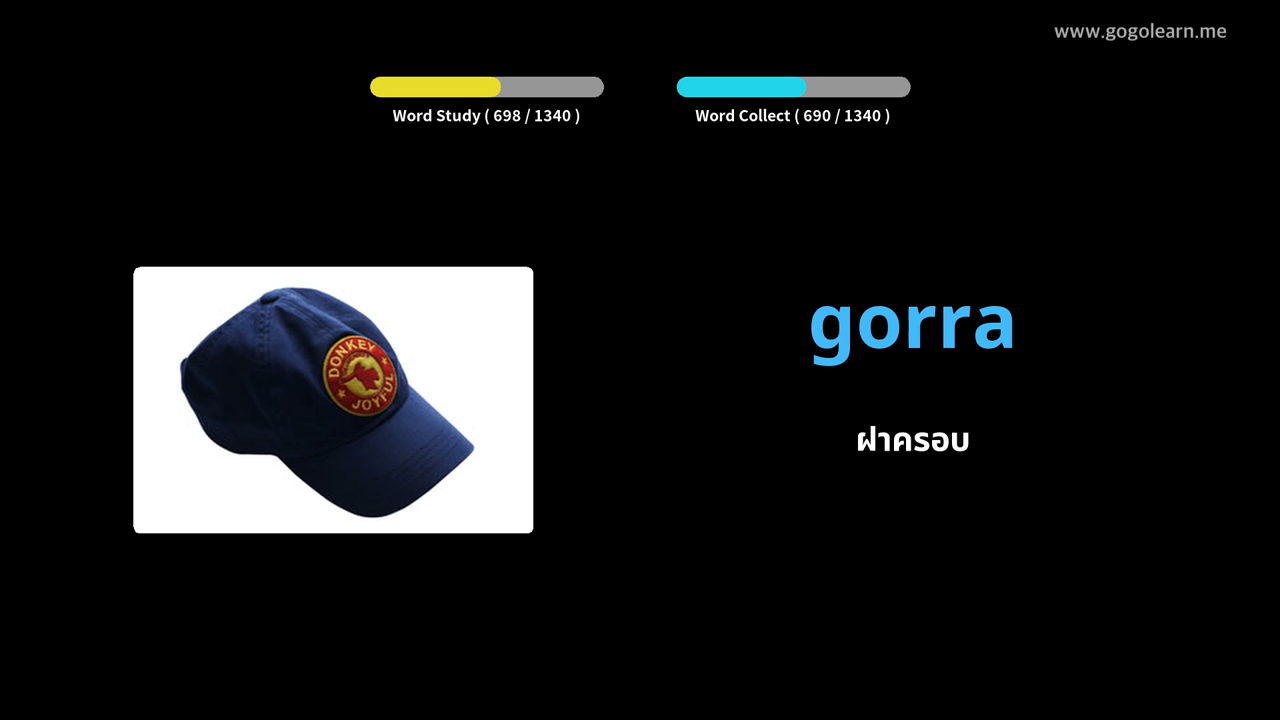 www.gogolearn.me
Word Study ( 698 / 1340 )
Word Collect ( 690 / 1340 )
DONKEY
JOYFUL
gorra
ฝาครอบ